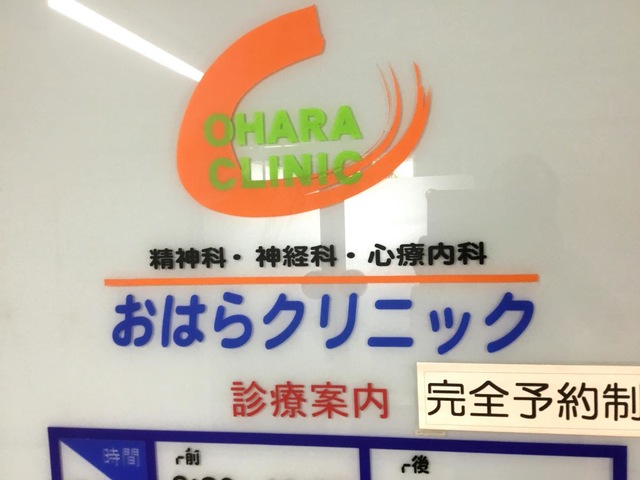 OHARA
CLINIC
精神科・神経科・心療内科
おはらクリニック
診療案内
完全予約制
時間
前
後